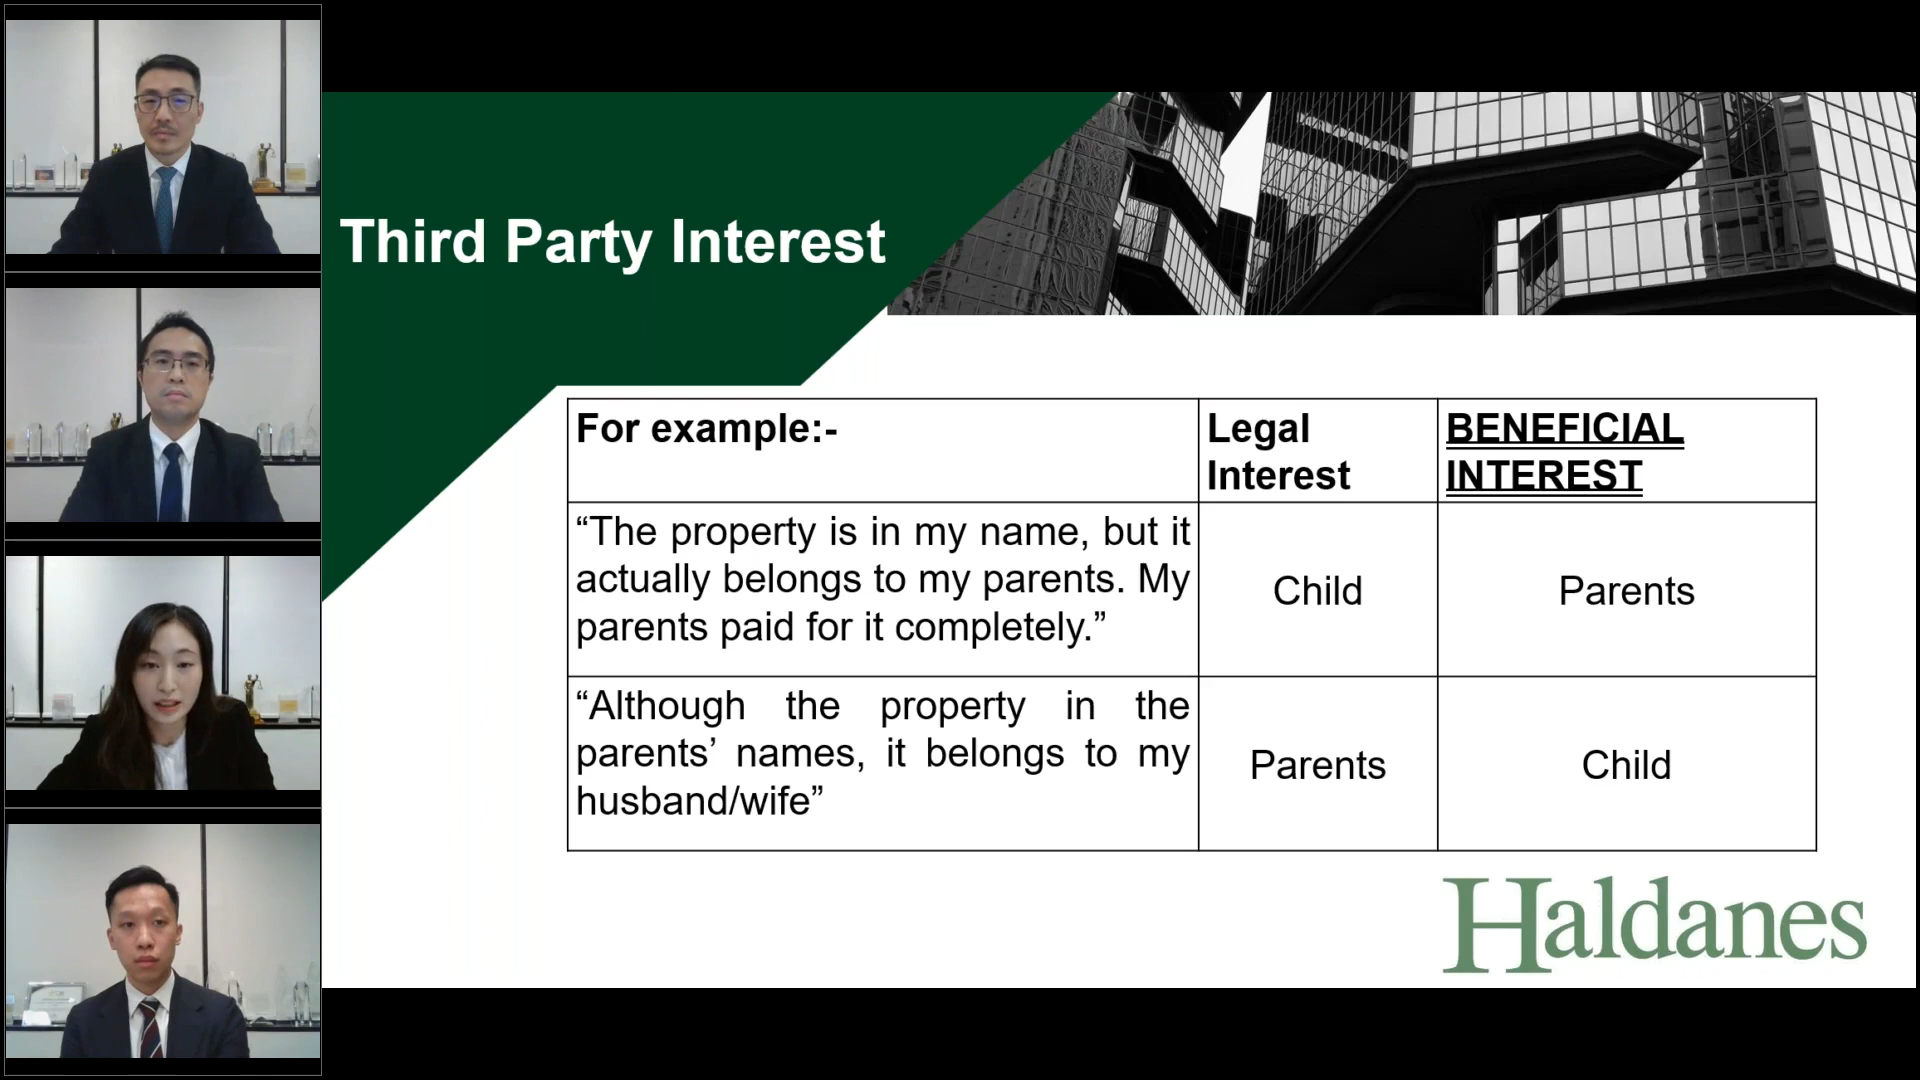 Third Party Interest
For example:-
Legal
Interest
BENEFICIAL
INTEREST
“The property is in my name, but it
actually belongs to my parents. My
parents paid for it completely.”
Child
Parents
“Although the property in the
parents’ names, it belongs to my
husband/wife”
Parents
Child
Haldanes